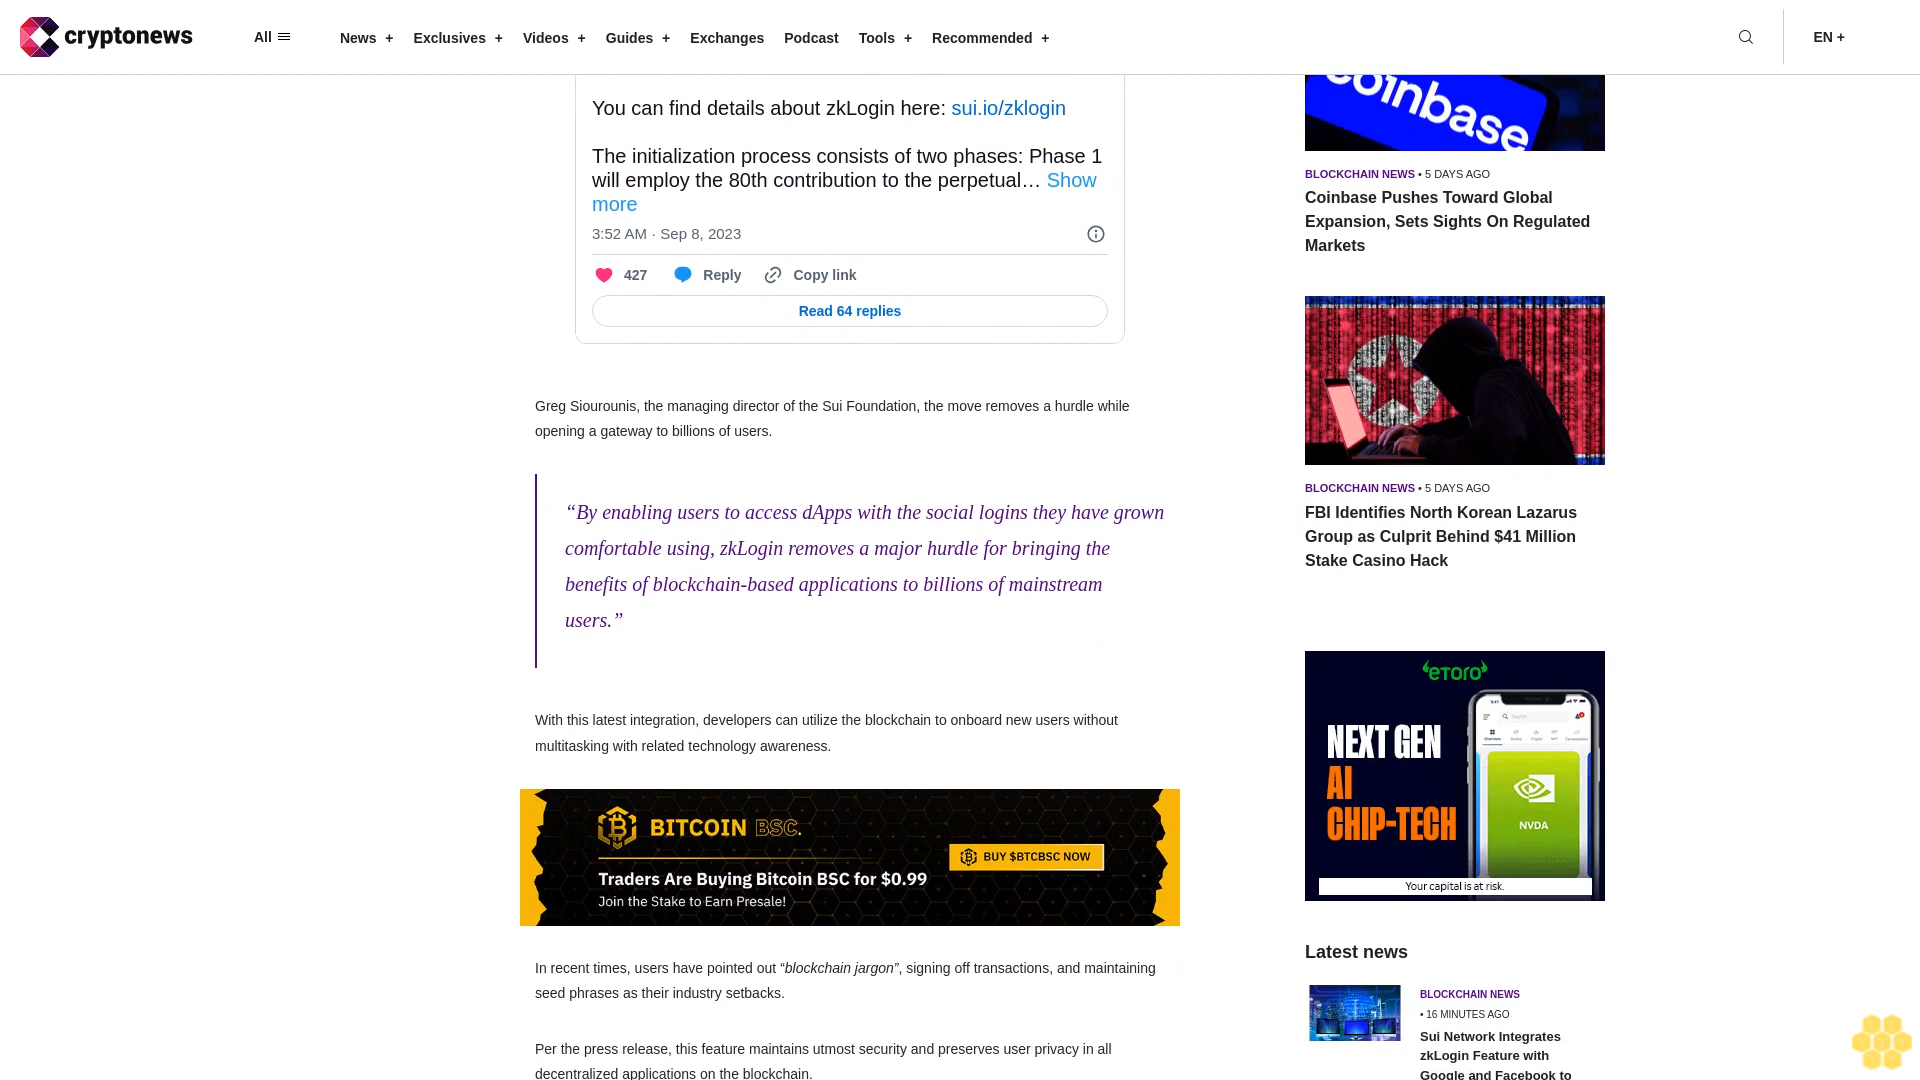 cryptonews
All
News +
Exclusives +
Videos +
Guides +
Exchanges
Podcast
Tools +
Recommended +
EN +
You can find details about zkLogin here: sui.io/zklogin
The initialization process consists of two phases: Phase 1
will employ the 80th contribution to the perpetual… Show
more
3:52 AM · Sep 8, 2023
427
Reply
Copy link
Read 64 replies
Greg Siourounis, the managing director of the Sui Foundation, the move removes a hurdle while
opening a gateway to billions of users.
“By enabling users to access dApps with the social logins they have grown
comfortable using, zkLogin removes a major hurdle for bringing the
benefits of blockchain-based applications to billions of mainstream
users.”
With this latest integration, developers can utilize the blockchain to onboard new users without
multitasking with related technology awareness.
BITCOIN BSC.
Traders Are Buying Bitcoin BSC for $0.99
Join the Stake to Earn Presale!
BUY $BTCBSC NOW
In recent times, users have pointed out “blockchain jargon”, signing off transactions, and maintaining
seed phrases as their industry setbacks.
Per the press release, this feature maintains utmost security and preserves user privacy in all
decentralized applications on the blockchain.
coinbase
BLOCKCHAIN NEWS • 5 DAYS AGO
Coinbase Pushes Toward Global
Expansion, Sets Sights On Regulated
Markets
BLOCKCHAIN NEWS • 5 DAYS AGO
FBI Identifies North Korean Lazarus
Group as Culprit Behind $41 Million
Stake Casino Hack
eToro
NEXT GEN
AI
CHIP-TECH
NVDA
Your capital is at risk.
Latest news
BLOCKCHAIN NEWS
• 16 MINUTES AGO
Sui Network Integrates
zkLogin Feature with
Google and Facebook to